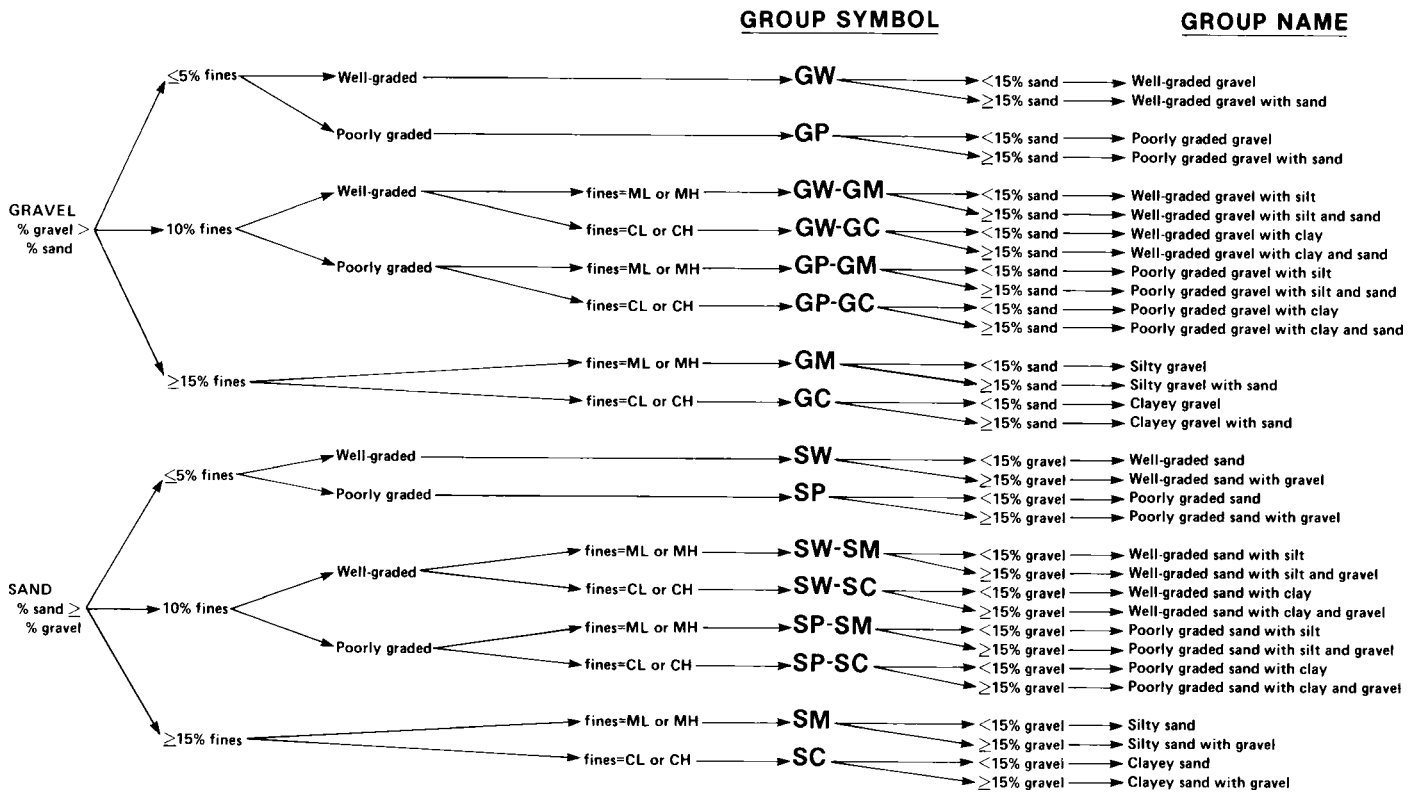 GROUP SYMBOL GROUP NAME
≤5% fines Well-graded GW <15% sand Well-graded gravel
≥15% sand Well-graded gravel with sand
Poorly graded GP <15% sand Poorly graded gravel
≥15% sand Poorly graded gravel with sand
Well-graded fines=ML or MH GW-GM <15% sand Well-graded gravel with silt
GRAVEL ≥15% sand Well-graded gravel with silt and sand
% gravel > 10% fines fines=CL or CH GW-GC <15% sand Well-graded gravel with clay
% sand ≥15% sand Well-graded gravel with clay and sand
Poorly graded fines=ML or MH GP-GM <15% sand Poorly graded gravel with silt
≥15% sand Poorly graded gravel with silt and sand
fines=CL or CH GP-GC <15% sand Poorly graded gravel with clay
≥15% sand Poorly graded gravel with clay and sand
fines=ML or MH GM <15% sand Silty gravel
≥15% fines ≥15% sand Silty gravel with sand
fines=CL or CH GC <15% sand Clayey gravel
≥15% sand Clayey gravel with sand
Well-graded SW <15% gravel Well-graded sand
≤5% fines ≥15% gravel Well-graded sand with gravel
Poorly graded SP <15% gravel Poorly graded sand
≥15% gravel Poorly graded sand with gravel
fines=ML or MH SW-SM <15% gravel Well-graded sand with silt
Well-graded ≥15% gravel Well-graded sand with silt and gravel
SAND fines=CL or CH SW-SC <15% gravel Well-graded sand with clay
% sand ≥ 10% fines ≥15% gravel Well-graded sand with clay and gravel
% gravel fines=ML or MH SP-SM <15% gravel Poorly graded sand with silt
Poorly graded ≥15% gravel Poorly graded sand with silt and gravel
fines=CL or CH SP-SC <15% gravel Poorly graded sand with clay
≥15% gravel Poorly graded sand with clay and gravel
fines=ML or MH SM <15% gravel Silty sand
≥15% fines ≥15% gravel Silty sand with gravel
fines=CL or CH SC <15% gravel Clayey sand
≥15% gravel Clayey sand with gravel